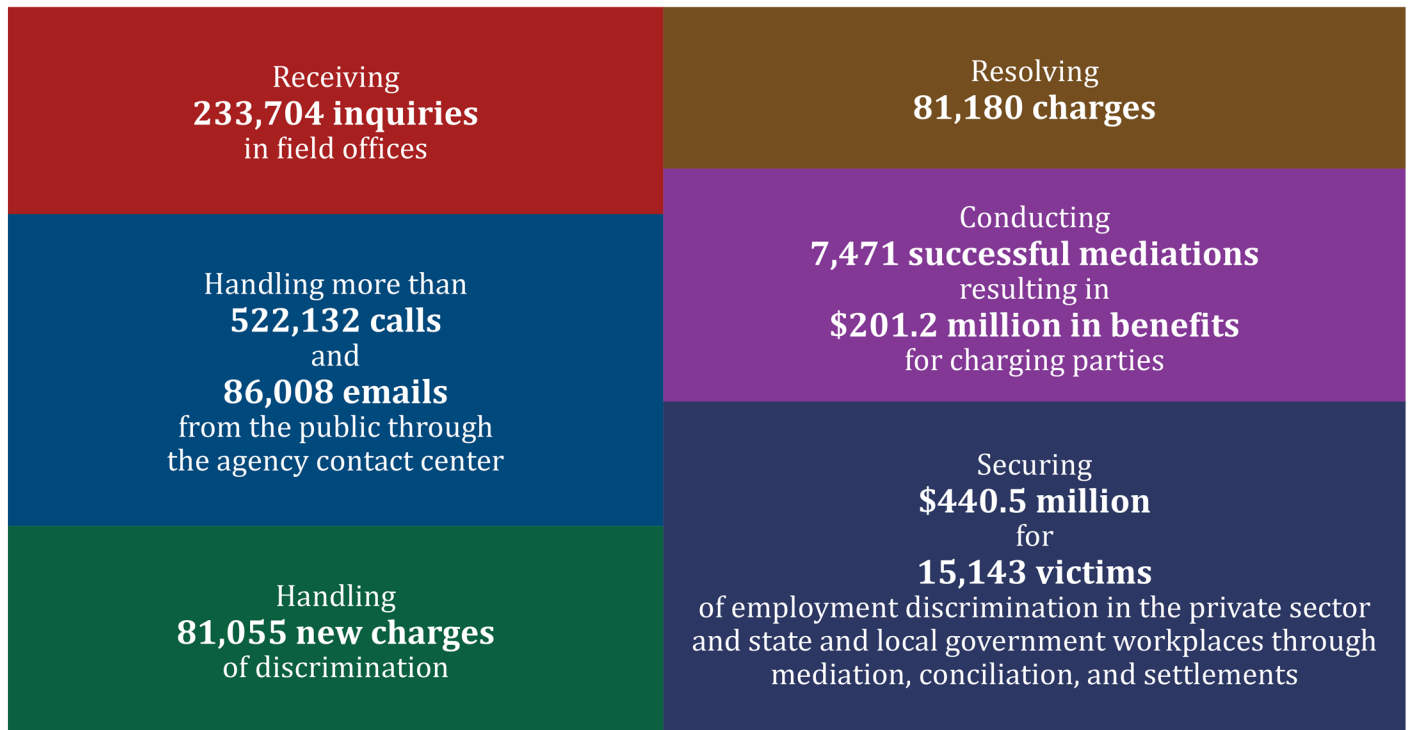 Receiving
233,704 inquiries
in field offices
Handling more than
522,132 calls
and
86,008 emails
from the public through
the agency contact center
Handling
81,055 new charges
of discrimination
Resolving
81,180 charges
Conducting
7,471 successful mediations
resulting in
$201.2 million in benefits
for charging parties
Securing
$440.5 million
for
15,143 victims
of employment discrimination in the private sector
and state and local government workplaces through
mediation, conciliation, and settlements